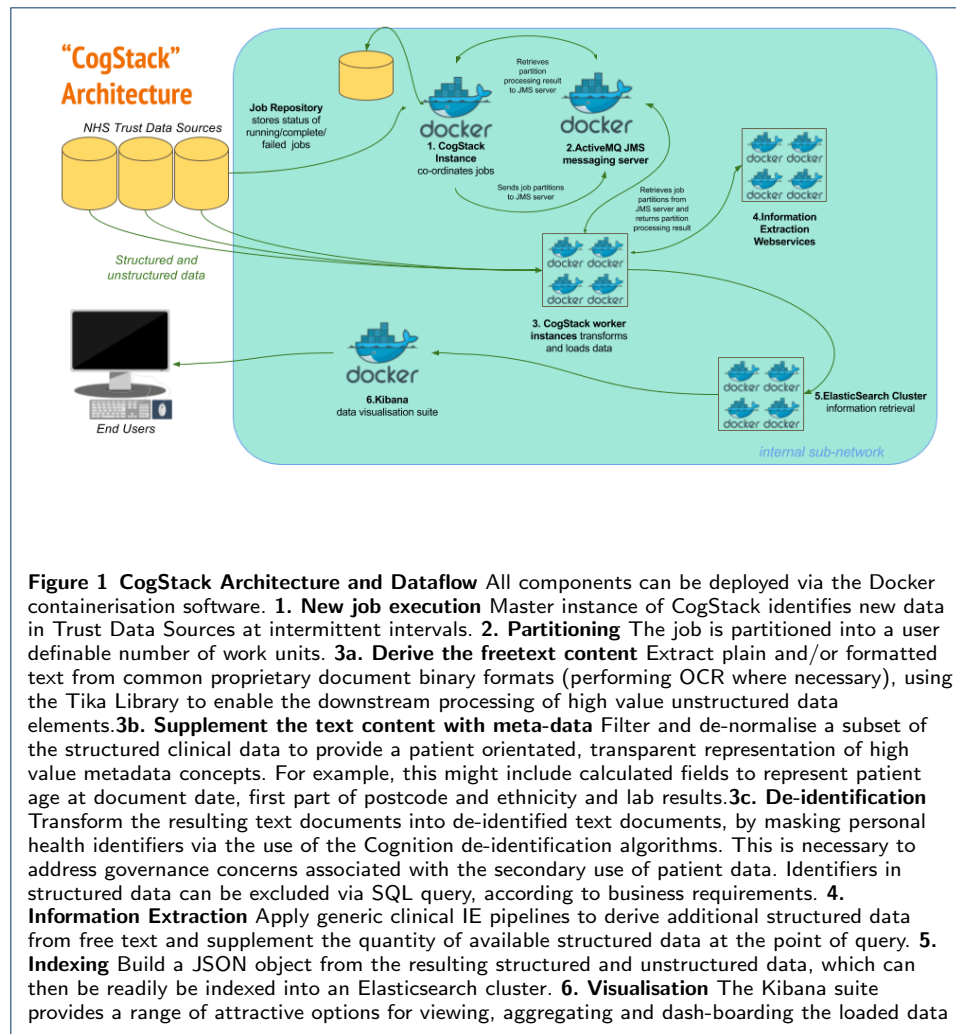 “CogStack”
Architecture
NHS Trust Data Sources
Job Repository
stores status of
running/complete/
failed jobs
docker
1. CogStack
Instance
co-ordinates jobs
Retrieves
partition
processing result
to JMS server
docker
2.ActiveMQ JMS
messaging server
Sends job partitions
to JMS server
Retrieves job
partitions from
JMS server and
returns partition
processing result
docker docker
docker docker
4.Information
Extraction
Webservices
Structured and
unstructured data
docker docker
docker docker
3. CogStack worker
instances transforms
and loads data
docker
6.Kibana
data visualisation suite
docker docker
docker docker
5.ElasticSearch Cluster
information retrieval
End Users
internal sub-network
Figure 1 CogStack Architecture and Dataflow All components can be deployed via the Docker
containerisation software. 1. New job execution Master instance of CogStack identifies new data
in Trust Data Sources at intermittent intervals. 2. Partitioning The job is partitioned into a user
definable number of work units. 3a. Derive the freetext content Extract plain and/or formatted
text from common proprietary document binary formats (performing OCR where necessary), using
the Tika Library to enable the downstream processing of high value unstructured data
elements.3b. Supplement the text content with meta-data Filter and de-normalise a subset of
the structured clinical data to provide a patient orientated, transparent representation of high
value metadata concepts. For example, this might include calculated fields to represent patient
age at document date, first part of postcode and ethnicity and lab results.3c. De-identification
Transform the resulting text documents into de-identified text documents, by masking personal
health identifiers via the use of the Cognition de-identification algorithms. This is necessary to
address governance concerns associated with the secondary use of patient data. Identifiers in
structured data can be excluded via SQL query, according to business requirements. 4.
Information Extraction Apply generic clinical IE pipelines to derive additional structured data
from free text and supplement the quantity of available structured data at the point of query. 5.
Indexing Build a JSON object from the resulting structured and unstructured data, which can
then be readily be indexed into an Elasticsearch cluster. 6. Visualisation The Kibana suite
provides a range of attractive options for viewing, aggregating and dash-boarding the loaded data